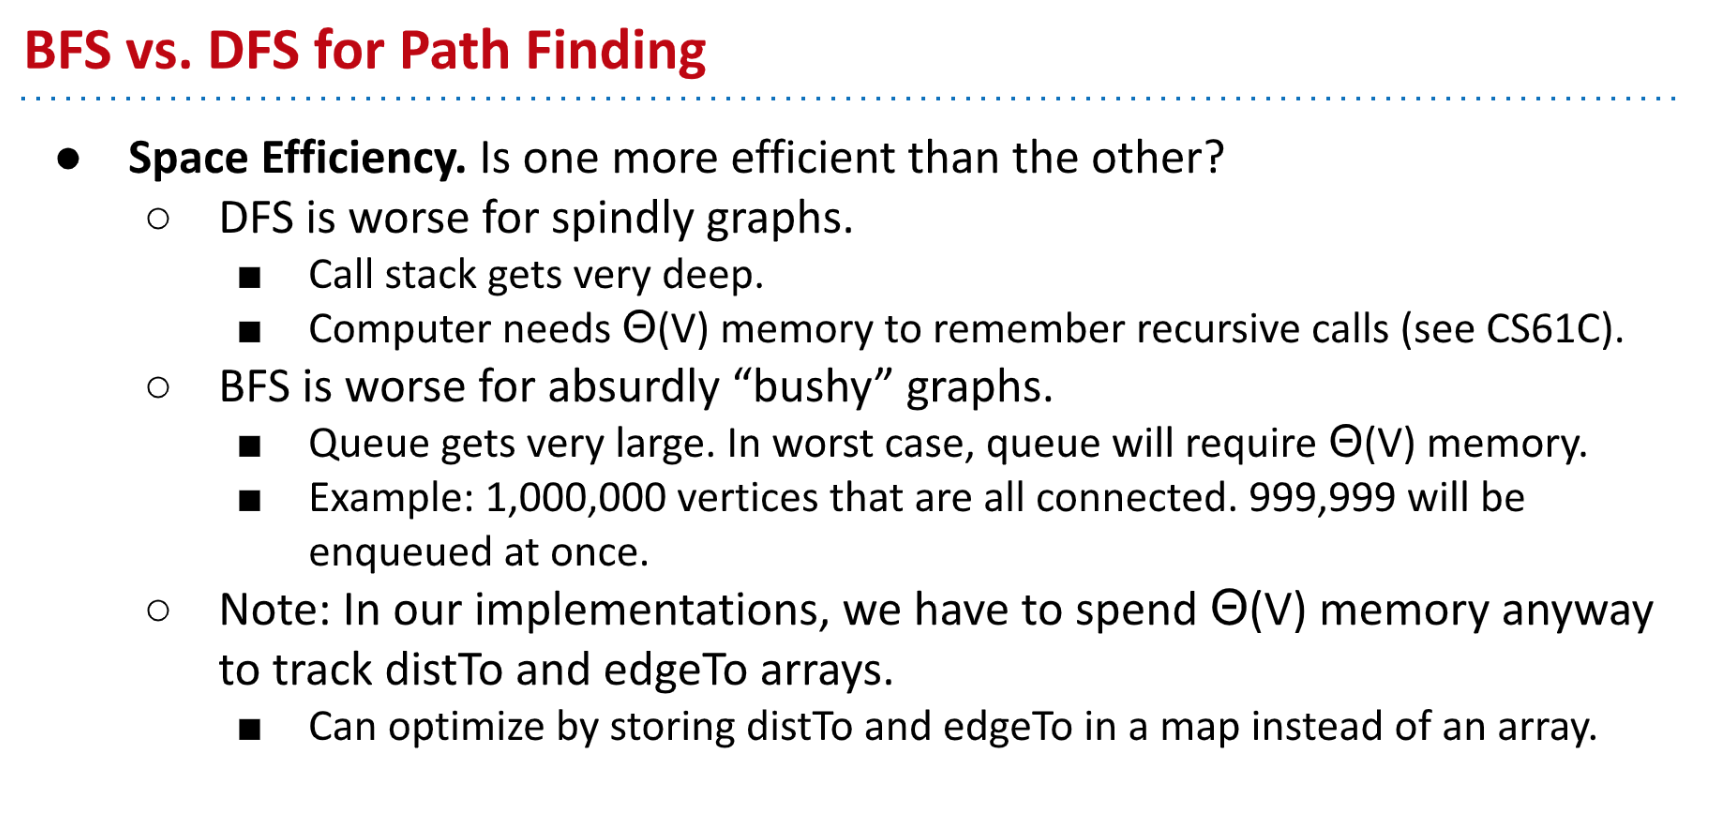 BFS vs. DFS for Path Finding
● Space Efficiency. Is one more efficient than the other?
○ DFS is worse for spindly graphs.
■ Call stack gets very deep.
■ Computer needs Θ(V) memory to remember recursive calls (see CS61C).
○ BFS is worse for absurdly “bushy” graphs.
■ Queue gets very large. In worst case, queue will require Θ(V) memory.
■ Example: 1,000,000 vertices that are all connected. 999,999 will be
enqueued at once.
○ Note: In our implementations, we have to spend Θ(V) memory anyway
to track distTo and edgeTo arrays.
■ Can optimize by storing distTo and edgeTo in a map instead of an array.